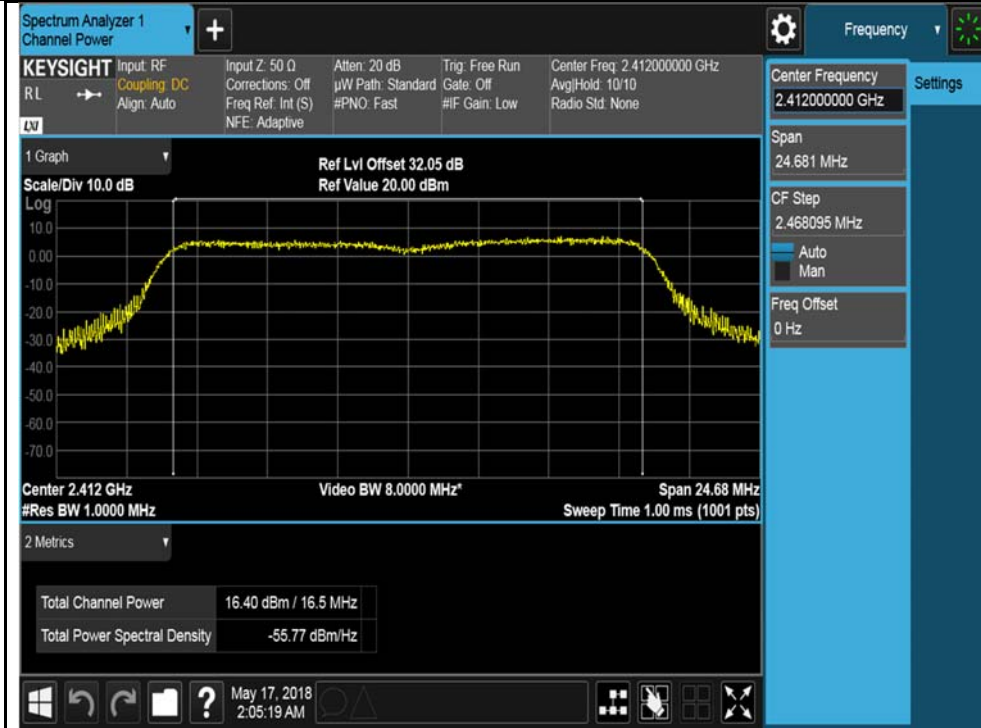 Spectrum Analyzer 1
Channel Power
+
Frequency
KEYSIGHT
RL
LXI
Input: RF
Coupling: DC
Align: Auto
Input Z: 50 Ω
Corrections: Off
Freq Ref: Int (S)
NFE: Adaptive
Atten: 20 dB
µW Path: Standard
#PNO: Fast
Trig: Free Run
Gate: Off
#IF Gain: Low
Center Freq: 2.412000000 GHz
Avg|Hold: 10/10
Radio Std: None
Center Frequency
2.412000000 GHz
Settings
Span
24.681 MHz
CF Step
2.468095 MHz
Auto
Man
Freq Offset
0 Hz
1 Graph
Scale/Div 10.0 dB
Ref Lvl Offset 32.05 dB
Ref Value 20.00 dBm
Log
10.0
0.00
-10.0
-20.0
-30.0
-40.0
-50.0
-60.0
-70.0
Center 2.412 GHz
#Res BW 1.0000 MHz
Video BW 8.0000 MHz*
Span 24.68 MHz
Sweep Time 1.00 ms (1001 pts)
2 Metrics
Total Channel Power 16.40 dBm / 16.5 MHz
Total Power Spectral Density -55.77 dBm/Hz
?
May 17, 2018
2:05:19 AM